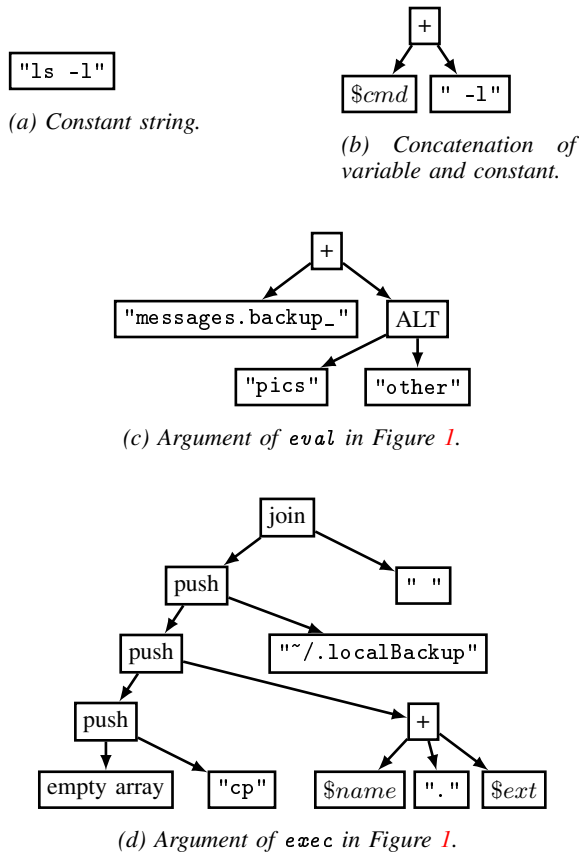 +
"ls -l"
$cmd " -l"
(a) Constant string.
(b) Concatenation of
variable and constant.
+
"messages.backup_" ALT
"pics" "other"
(c) Argument of eval in Figure 1.
join
push " "
push "~/.localBackup"
push +
empty array "cp" $name "." $ext
(d) Argument of exec in Figure 1.